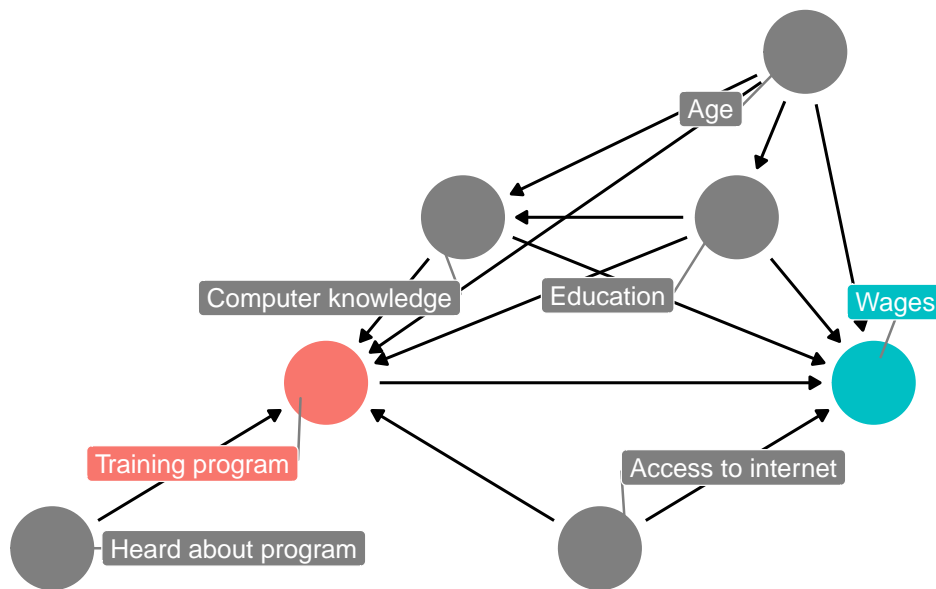 Age
Computer knowledge
Education
Wages
Training program
Access to internet
Heard about program